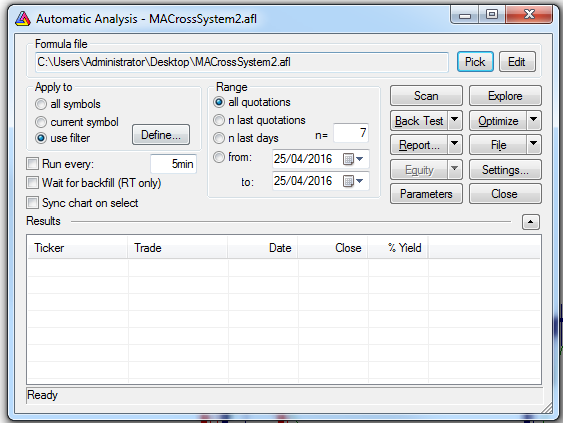 Automatic Analysis - MACrossSystem2.afl
Formula file
C:\Users\Administrator\Desktop\MACrossSystem2.afl
Pick
Edit
Apply to
all symbols
current symbol
use filter
Define...
Range
all quotations
n last quotations
n last days
n=
7
from:
25/04/2016
to:
25/04/2016
Scan
Explore
Back Test
Optimize
Report...
File
Equity
Settings...
Parameters
Close
Run every:
5min
Wait for backfill (RT only)
Sync chart on select
Results
Ticker Trade Date Close % Yield
Ready